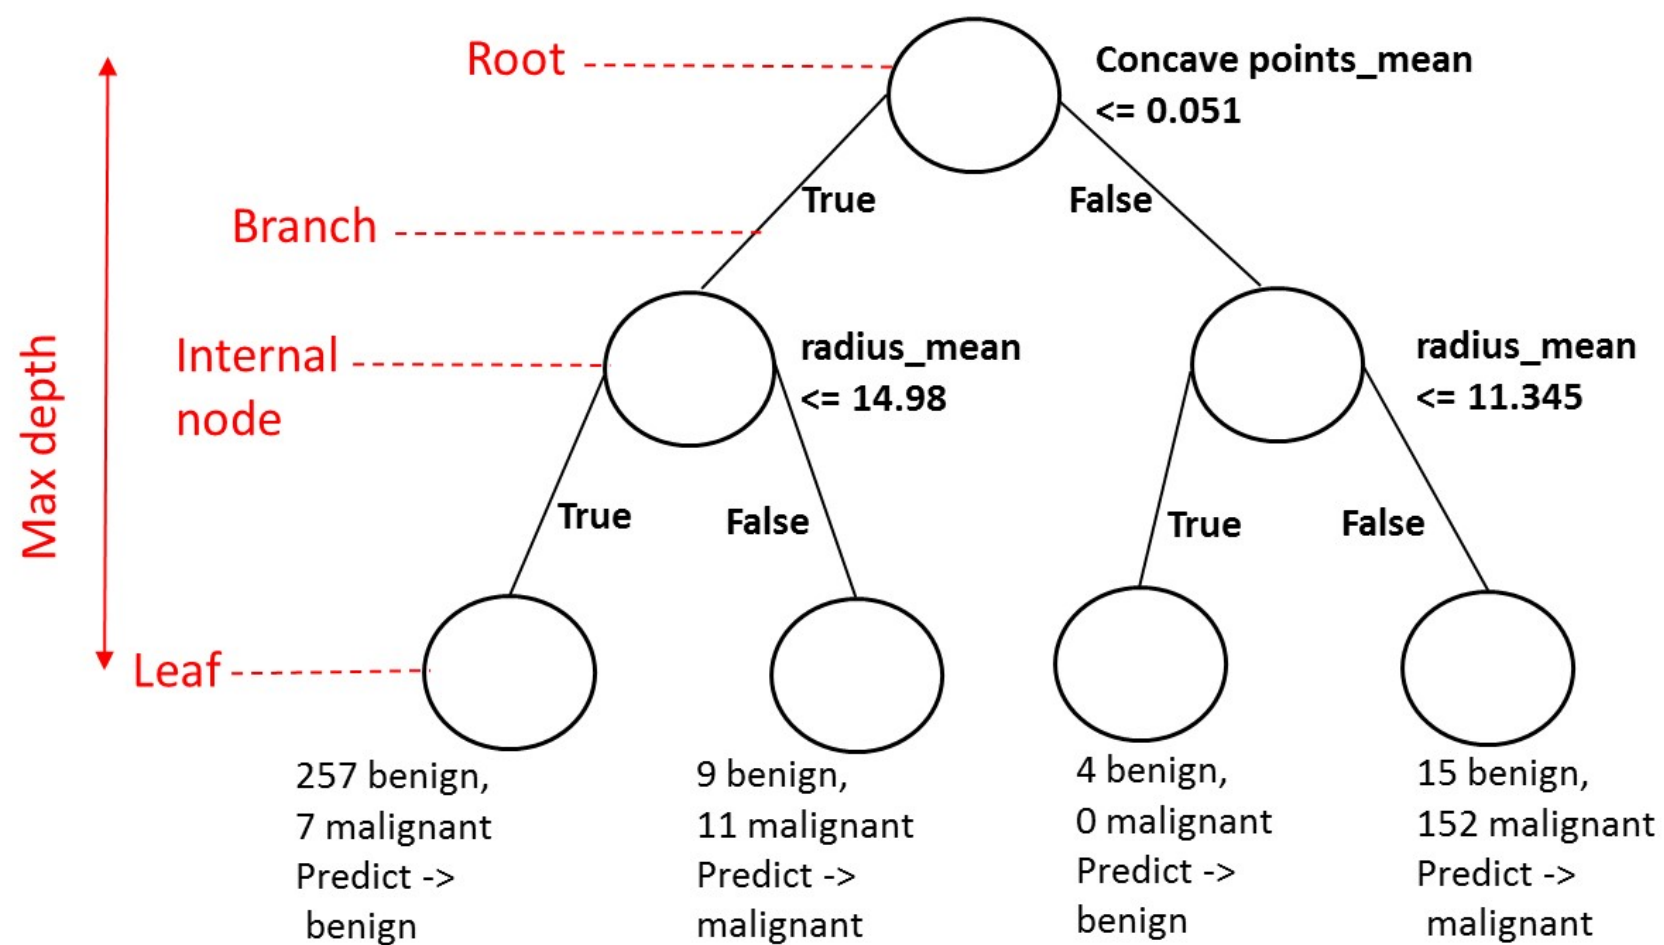 Root
Concave points_mean
<= 0.051
True
False
Branch
Max depth
Internal
node
radius_mean
<= 14.98
radius_mean
<= 11.345
True
False
True
False
Leaf
257 benign,
7 malignant
Predict ->
benign
9 benign,
11 malignant
Predict ->
malignant
4 benign,
0 malignant
Predict ->
benign
15 benign,
152 malignant
Predict ->
malignant